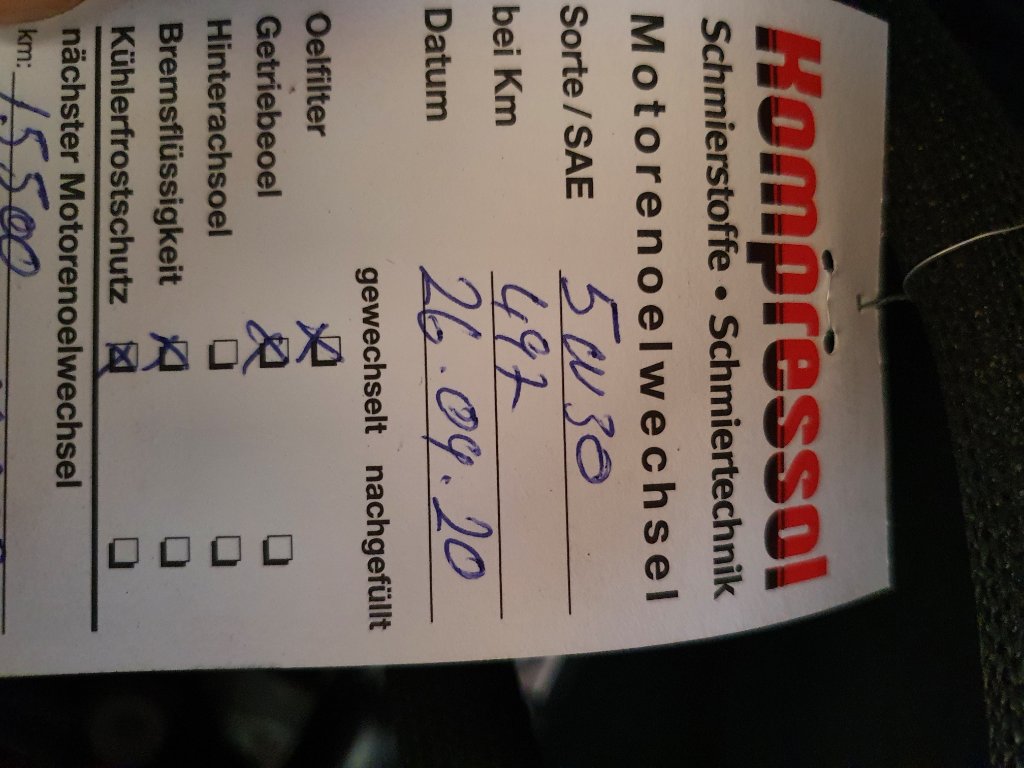 Kompressol
Schmierstoffe • Schmiertechnik
Motorenoelwechsel
Sorte/SAE 5W30
bei Km 497
Datum 26.09.20
gewechselt nachgefüllt
Oelfilter
Getriebeoel
Hinterachsoel
Bremsflüssigkeit
Kühlerfrostschutz
nächster Motorenoelwechsel
km: 15500